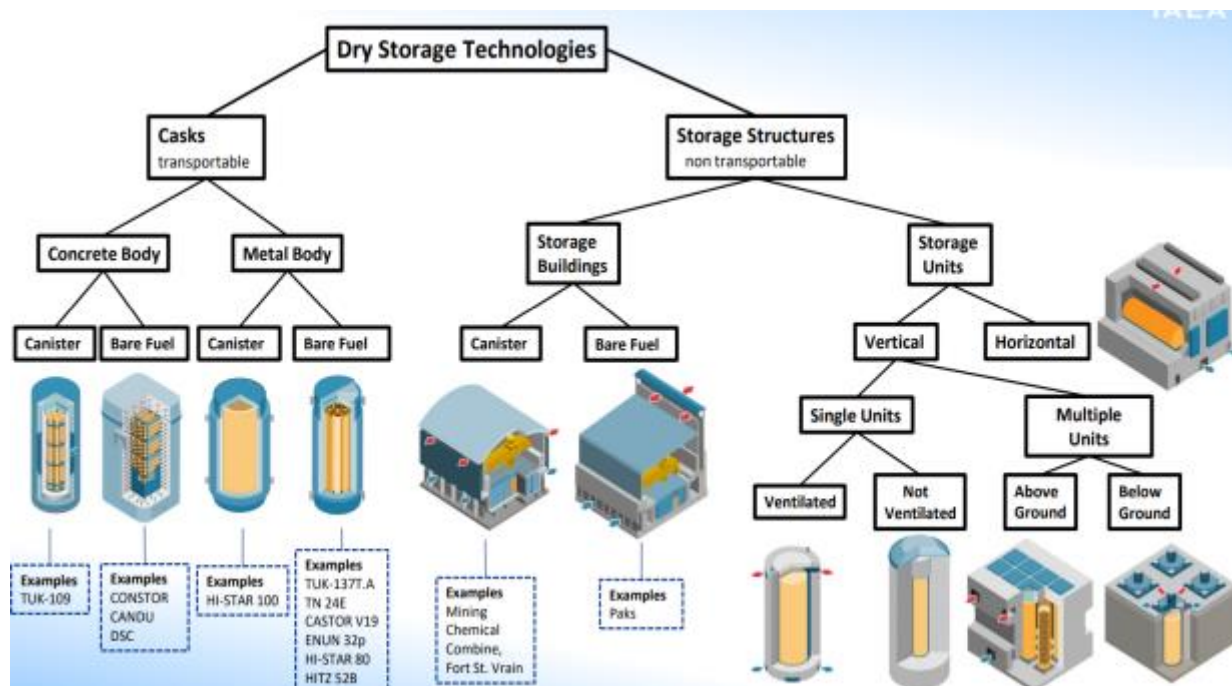 IAEA
Dry Storage Technologies
Casks
transportable
Storage Structures
non transportable
Concrete Body
Metal Body
Storage
Buildings
Storage
Units
Canister
Bare Fuel
Canister
Bare Fuel
Canister
Bare Fuel
Vertical
Horizontal
Single Units
Multiple
Units
Ventilated
Not
Ventilated
Above
Ground
Below
Ground
Examples
TUK-109
Examples
CONSTOR
CANDU
DSC
Examples
HI-STAR 100
Examples
TUK-137T.A
TN 24E
CASTOR V19
ENUN 32p
HI-STAR 80
HITZ 52B
Examples
Mining
Chemical
Combine,
Fort St. Vrain
Examples
Paks